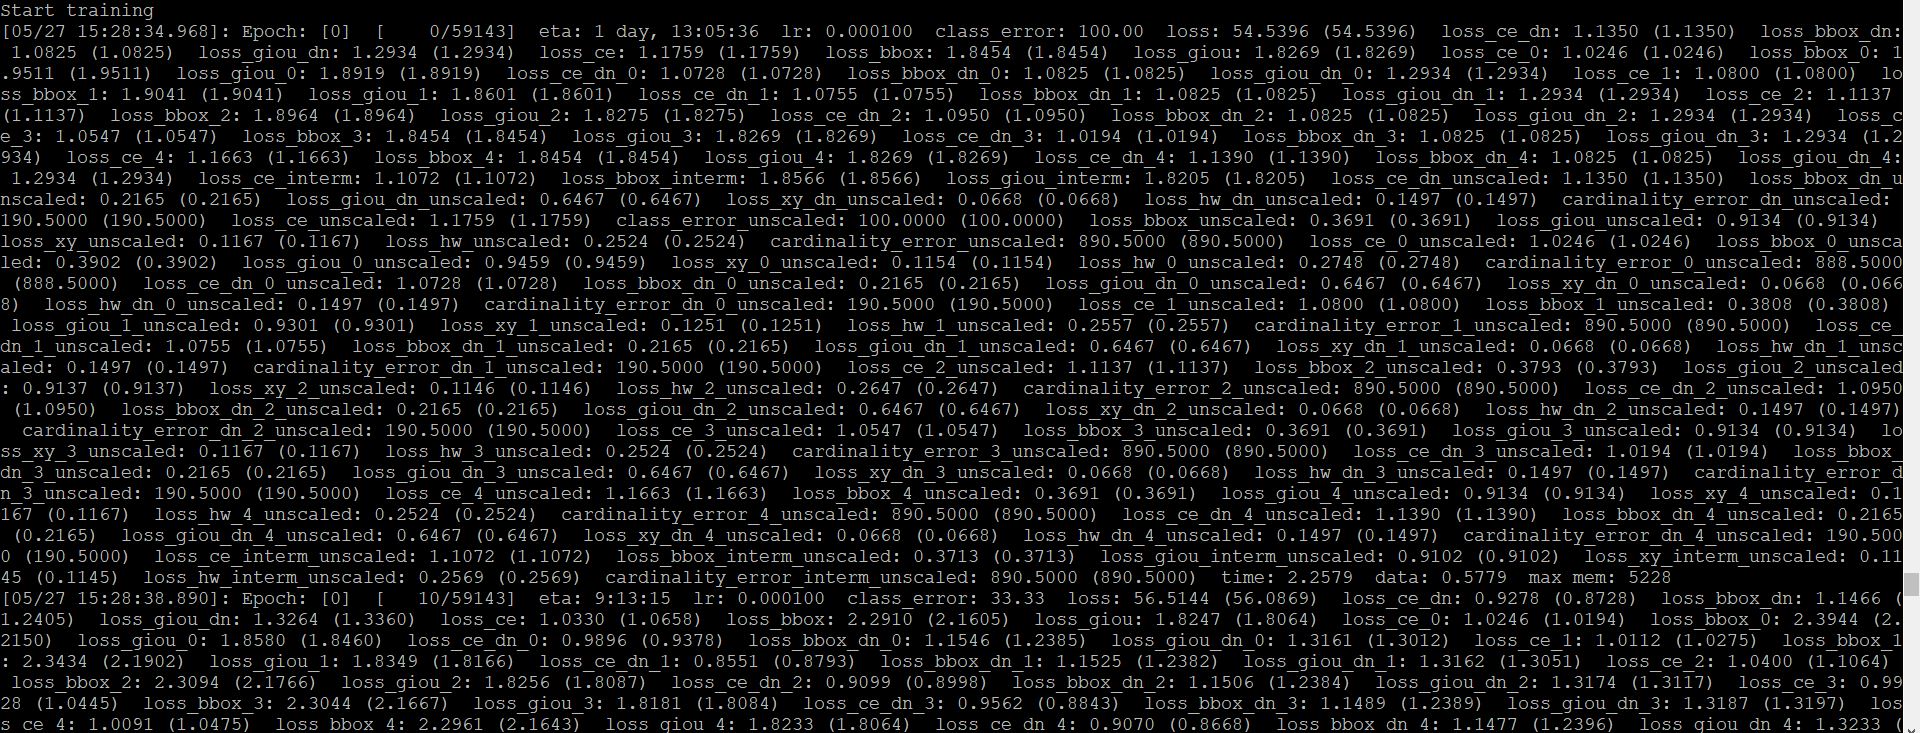 Start training
[05/27 15:28:34.968]: Epoch: [0]  [    0/59143]  eta: 1 day, 13:05:36  lr: 0.000100  class_error: 100.00  loss: 54.5396 (54.5396)  loss_ce_dn: 1.1350 (1.1350)  loss_bbox_dn:
 1.0825 (1.0825)  loss_giou_dn: 1.2934 (1.2934)  loss_ce: 1.1759 (1.1759)  loss_bbox: 1.8454 (1.8454)  loss_giou: 1.8269 (1.8269)  loss_ce_0: 1.0246 (1.0246)  loss_bbox_0: 1
.9511 (1.9511)  loss_giou_0: 1.8919 (1.8919)  loss_ce_dn_0: 1.0728 (1.0728)  loss_bbox_dn_0: 1.0825 (1.0825)  loss_giou_dn_0: 1.2934 (1.2934)  loss_ce_1: 1.0800 (1.0800)  lo
ss_bbox_1: 1.9041 (1.9041)  loss_giou_1: 1.8601 (1.8601)  loss_ce_dn_1: 1.0755 (1.0755)  loss_bbox_dn_1: 1.0825 (1.0825)  loss_giou_dn_1: 1.2934 (1.2934)  loss_ce_2: 1.1137
(1.1137)  loss_bbox_2: 1.8964 (1.8964)  loss_giou_2: 1.8275 (1.8275)  loss_ce_dn_2: 1.0950 (1.0950)  loss_bbox_dn_2: 1.0825 (1.0825)  loss_giou_dn_2: 1.2934 (1.2934)  loss_c
e_3: 1.0547 (1.0547)  loss_bbox_3: 1.8454 (1.8454)  loss_giou_3: 1.8269 (1.8269)  loss_ce_dn_3: 1.0194 (1.0194)  loss_bbox_dn_3: 1.0825 (1.0825)  loss_giou_dn_3: 1.2934 (1.2
934)  loss_ce_4: 1.1663 (1.1663)  loss_bbox_4: 1.8454 (1.8454)  loss_giou_4: 1.8269 (1.8269)  loss_ce_dn_4: 1.1390 (1.1390)  loss_bbox_dn_4: 1.0825 (1.0825)  loss_giou_dn_4:
 1.2934 (1.2934)  loss_ce_interm: 1.1072 (1.1072)  loss_bbox_interm: 1.8566 (1.8566)  loss_giou_interm: 1.8205 (1.8205)  loss_ce_dn_unscaled: 1.1350 (1.1350)  loss_bbox_dn_u
nscaled: 0.2165 (0.2165)  loss_giou_dn_unscaled: 0.6467 (0.6467)  loss_xy_dn_unscaled: 0.0668 (0.0668)  loss_hw_dn_unscaled: 0.1497 (0.1497)  cardinality_error_dn_unscaled:
190.5000 (190.5000)  loss_ce_unscaled: 1.1759 (1.1759)  class_error_unscaled: 100.0000 (100.0000)  loss_bbox_unscaled: 0.3691 (0.3691)  loss_giou_unscaled: 0.9134 (0.9134)
loss_xy_unscaled: 0.1167 (0.1167)  loss_hw_unscaled: 0.2524 (0.2524)  cardinality_error_unscaled: 890.5000 (890.5000)  loss_ce_0_unscaled: 1.0246 (1.0246)  loss_bbox_0_unsca
led: 0.3902 (0.3902)  loss_giou_0_unscaled: 0.9459 (0.9459)  loss_xy_0_unscaled: 0.1154 (0.1154)  loss_hw_0_unscaled: 0.2748 (0.2748)  cardinality_error_0_unscaled: 888.5000
 (888.5000)  loss_ce_dn_0_unscaled: 1.0728 (1.0728)  loss_bbox_dn_0_unscaled: 0.2165 (0.2165)  loss_giou_dn_0_unscaled: 0.6467 (0.6467)  loss_xy_dn_0_unscaled: 0.0668 (0.066
8)  loss_hw_dn_0_unscaled: 0.1497 (0.1497)  cardinality_error_dn_0_unscaled: 190.5000 (190.5000)  loss_ce_1_unscaled: 1.0800 (1.0800)  loss_bbox_1_unscaled: 0.3808 (0.3808)
 loss_giou_1_unscaled: 0.9301 (0.9301)  loss_xy_1_unscaled: 0.1251 (0.1251)  loss_hw_1_unscaled: 0.2557 (0.2557)  cardinality_error_1_unscaled: 890.5000 (890.5000)  loss_ce_
dn_1_unscaled: 1.0755 (1.0755)  loss_bbox_dn_1_unscaled: 0.2165 (0.2165)  loss_giou_dn_1_unscaled: 0.6467 (0.6467)  loss_xy_dn_1_unscaled: 0.0668 (0.0668)  loss_hw_dn_1_unsc
aled: 0.1497 (0.1497)  cardinality_error_dn_1_unscaled: 190.5000 (190.5000)  loss_ce_2_unscaled: 1.1137 (1.1137)  loss_bbox_2_unscaled: 0.3793 (0.3793)  loss_giou_2_unscaled
: 0.9137 (0.9137)  loss_xy_2_unscaled: 0.1146 (0.1146)  loss_hw_2_unscaled: 0.2647 (0.2647)  cardinality_error_2_unscaled: 890.5000 (890.5000)  loss_ce_dn_2_unscaled: 1.0950
 (1.0950)  loss_bbox_dn_2_unscaled: 0.2165 (0.2165)  loss_giou_dn_2_unscaled: 0.6467 (0.6467)  loss_xy_dn_2_unscaled: 0.0668 (0.0668)  loss_hw_dn_2_unscaled: 0.1497 (0.1497)
  cardinality_error_dn_2_unscaled: 190.5000 (190.5000)  loss_ce_3_unscaled: 1.0547 (1.0547)  loss_bbox_3_unscaled: 0.3691 (0.3691)  loss_giou_3_unscaled: 0.9134 (0.9134)  lo
ss_xy_3_unscaled: 0.1167 (0.1167)  loss_hw_3_unscaled: 0.2524 (0.2524)  cardinality_error_3_unscaled: 890.5000 (890.5000)  loss_ce_dn_3_unscaled: 1.0194 (1.0194)  loss_bbox_
dn_3_unscaled: 0.2165 (0.2165)  loss_giou_dn_3_unscaled: 0.6467 (0.6467)  loss_xy_dn_3_unscaled: 0.0668 (0.0668)  loss_hw_dn_3_unscaled: 0.1497 (0.1497)  cardinality_error_d
n_3_unscaled: 190.5000 (190.5000)  loss_ce_4_unscaled: 1.1663 (1.1663)  loss_bbox_4_unscaled: 0.3691 (0.3691)  loss_giou_4_unscaled: 0.9134 (0.9134)  loss_xy_4_unscaled: 0.1
167 (0.1167)  loss_hw_4_unscaled: 0.2524 (0.2524)  cardinality_error_4_unscaled: 890.5000 (890.5000)  loss_ce_dn_4_unscaled: 1.1390 (1.1390)  loss_bbox_dn_4_unscaled: 0.2165
 (0.2165)  loss_giou_dn_4_unscaled: 0.6467 (0.6467)  loss_xy_dn_4_unscaled: 0.0668 (0.0668)  loss_hw_dn_4_unscaled: 0.1497 (0.1497)  cardinality_error_dn_4_unscaled: 190.500
0 (190.5000)  loss_ce_interm_unscaled: 1.1072 (1.1072)  loss_bbox_interm_unscaled: 0.3713 (0.3713)  loss_giou_interm_unscaled: 0.9102 (0.9102)  loss_xy_interm_unscaled: 0.11
45 (0.1145)  loss_hw_interm_unscaled: 0.2569 (0.2569)  cardinality_error_interm_unscaled: 890.5000 (890.5000)  time: 2.2579  data: 0.5779  max mem: 5228
[05/27 15:28:38.890]: Epoch: [0]  [   10/59143]  eta: 9:13:15  lr: 0.000100  class_error: 33.33  loss: 56.5144 (56.0869)  loss_ce_dn: 0.9278 (0.8728)  loss_bbox_dn: 1.1466 (
1.2405)  loss_giou_dn: 1.3264 (1.3360)  loss_ce: 1.0330 (1.0658)  loss_bbox: 2.2910 (2.1605)  loss_giou: 1.8247 (1.8064)  loss_ce_0: 1.0246 (1.0194)  loss_bbox_0: 2.3944 (2.
2150)  loss_giou_0: 1.8580 (1.8460)  loss_ce_dn_0: 0.9896 (0.9378)  loss_bbox_dn_0: 1.1546 (1.2385)  loss_giou_dn_0: 1.3161 (1.3012)  loss_ce_1: 1.0112 (1.0275)  loss_bbox_1
: 2.3434 (2.1902)  loss_giou_1: 1.8349 (1.8166)  loss_ce_dn_1: 0.8551 (0.8793)  loss_bbox_dn_1: 1.1525 (1.2382)  loss_giou_dn_1: 1.3162 (1.3051)  loss_ce_2: 1.0400 (1.1064)
 loss_bbox_2: 2.3094 (2.1766)  loss_giou_2: 1.8256 (1.8087)  loss_ce_dn_2: 0.9099 (0.8998)  loss_bbox_dn_2: 1.1506 (1.2384)  loss_giou_dn_2: 1.3174 (1.3117)  loss_ce_3: 0.99
28 (1.0445)  loss_bbox_3: 2.3044 (2.1667)  loss_giou_3: 1.8181 (1.8084)  loss_ce_dn_3: 0.9562 (0.8843)  loss_bbox_dn_3: 1.1489 (1.2389)  loss_giou_dn_3: 1.3187 (1.3197)  los
s_ce_4: 1.0091 (1.0475)  loss_bbox_4: 2.2961 (2.1643)  loss_giou_4: 1.8233 (1.8064)  loss_ce_dn_4: 0.9070 (0.8668)  loss_bbox_dn_4: 1.1477 (1.2396)  loss_giou_dn_4: 1.3233 (